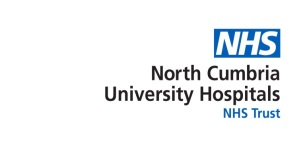 NHS
North Cumbria
University Hospitals
NHS Trust